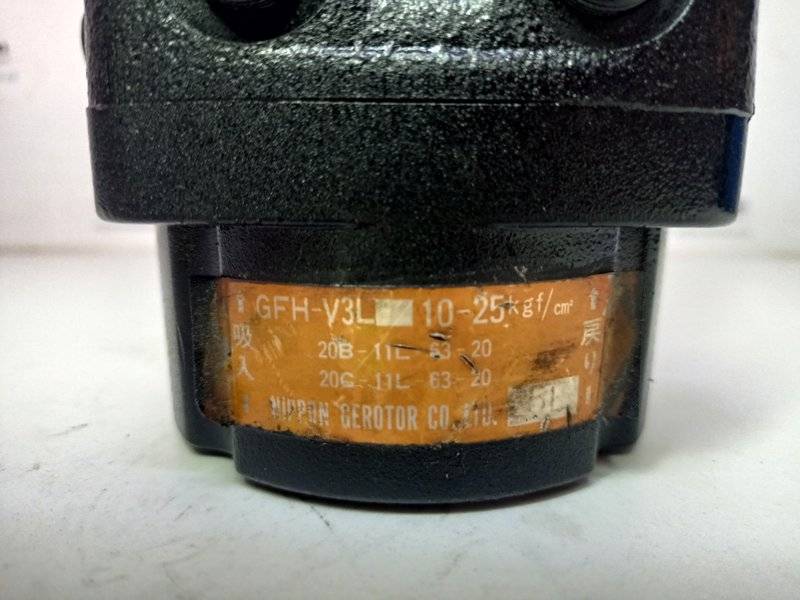 GFH-V3L 10-25kgf/cm²
20B-11L-63-20
20C-11L-63-20
NIPPON GEROTOR CO.,LTD.
吸入
戻り